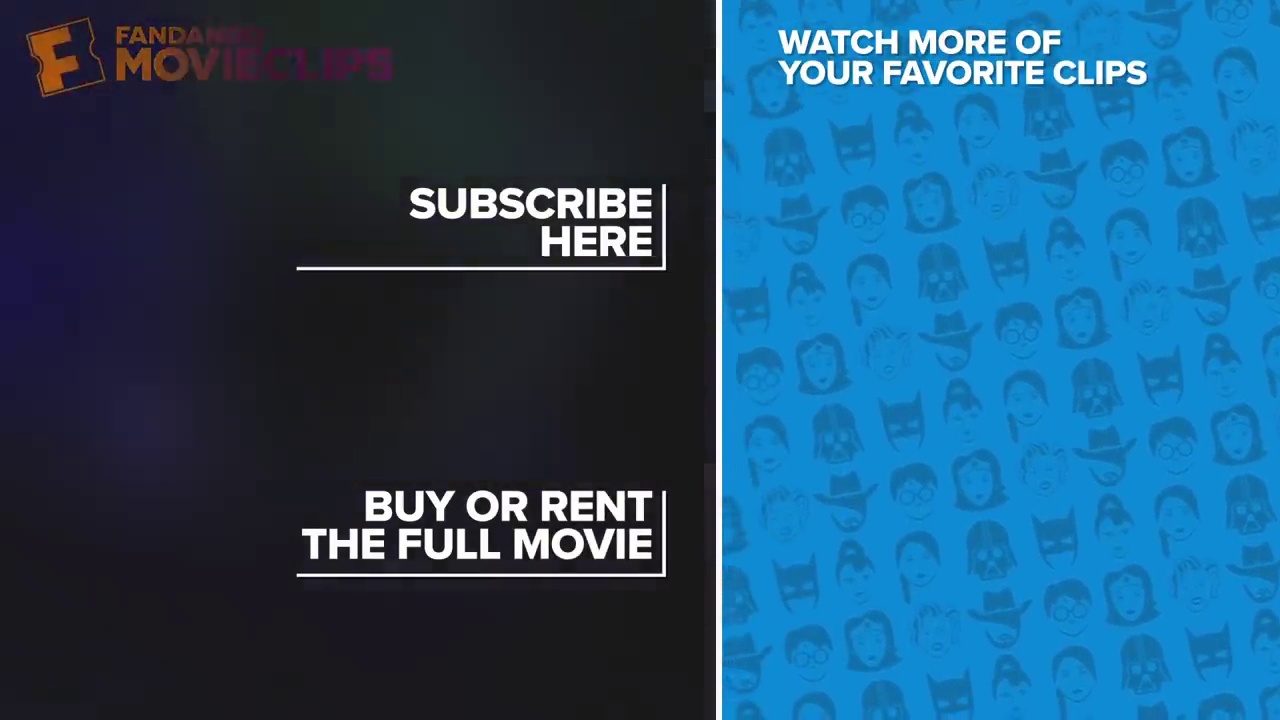 FANDANGO
MOVIECLIPS
SUBSCRIBE
HERE
BUY OR RENT
THE FULL MOVIE
WATCH MORE OF
YOUR FAVORITE CLIPS